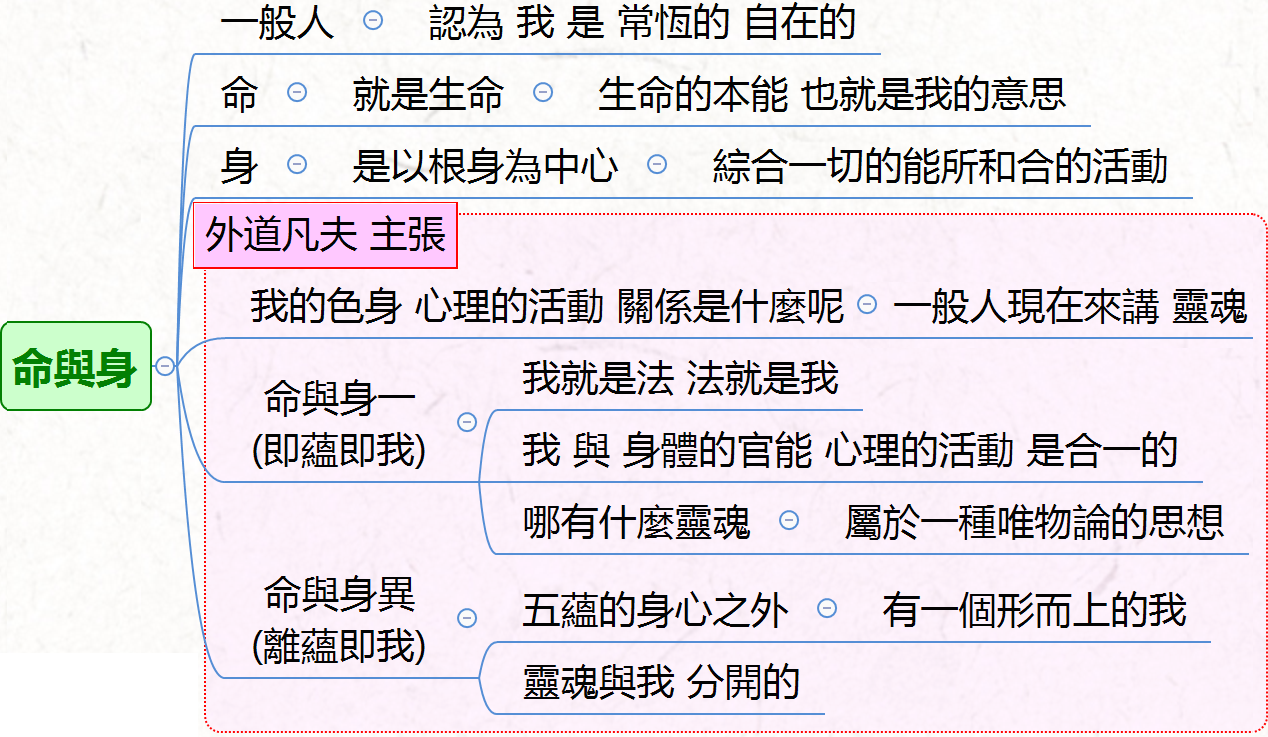 一般人 認為 我 是 常恆的 自在的
命 就是生命 生命的本能 也就是我的意思
身 是以根身為中心 綜合一切的能所和合的活動
外道凡夫 主張
我的色身 心理的活動 關係是什麼呢 一般人現在來講 靈魂
命與身
命與身一
(即蘊即我)
我就是法 法就是我
我 與 身體的官能 心理的活動 是合一的
哪有什麼靈魂 屬於一種唯物論的思想
命與身異
(離蘊即我)
五蘊的身心之外 有一個形而上的我
靈魂與我 分開的